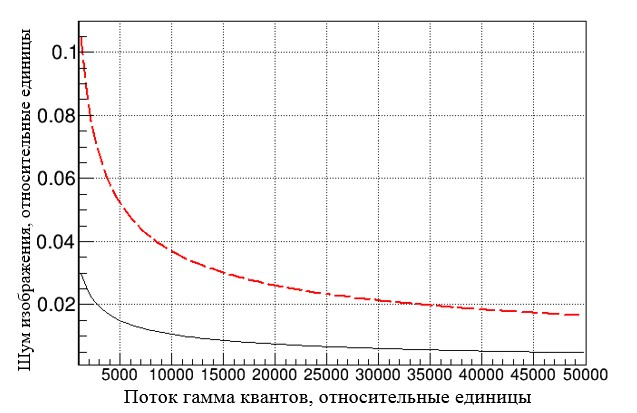 Шум изображения, относительные единицы
0.1
0.08
0.06
0.04
0.02
5000 10000 15000 20000 25000 30000 35000 40000 45000 50000
Поток гамма квантов, относительные единицы